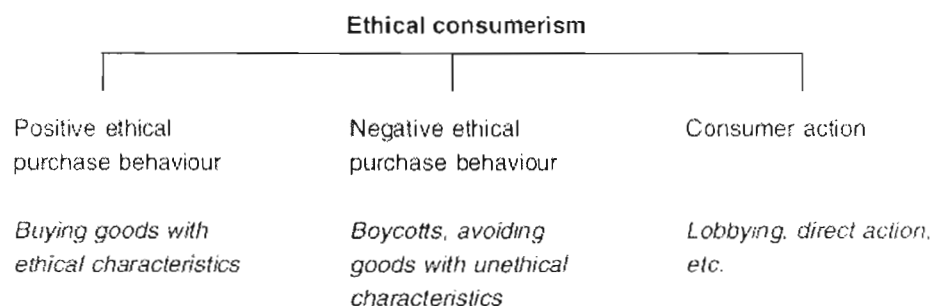 Ethical consumerism
Positive ethical
purchase behaviour
Negative ethical
purchase behaviour
Consumer action
Buying goods with
ethical characteristics
Boycotts, avoiding
goods with unethical
characteristics
Lobbying, direct action,
etc.